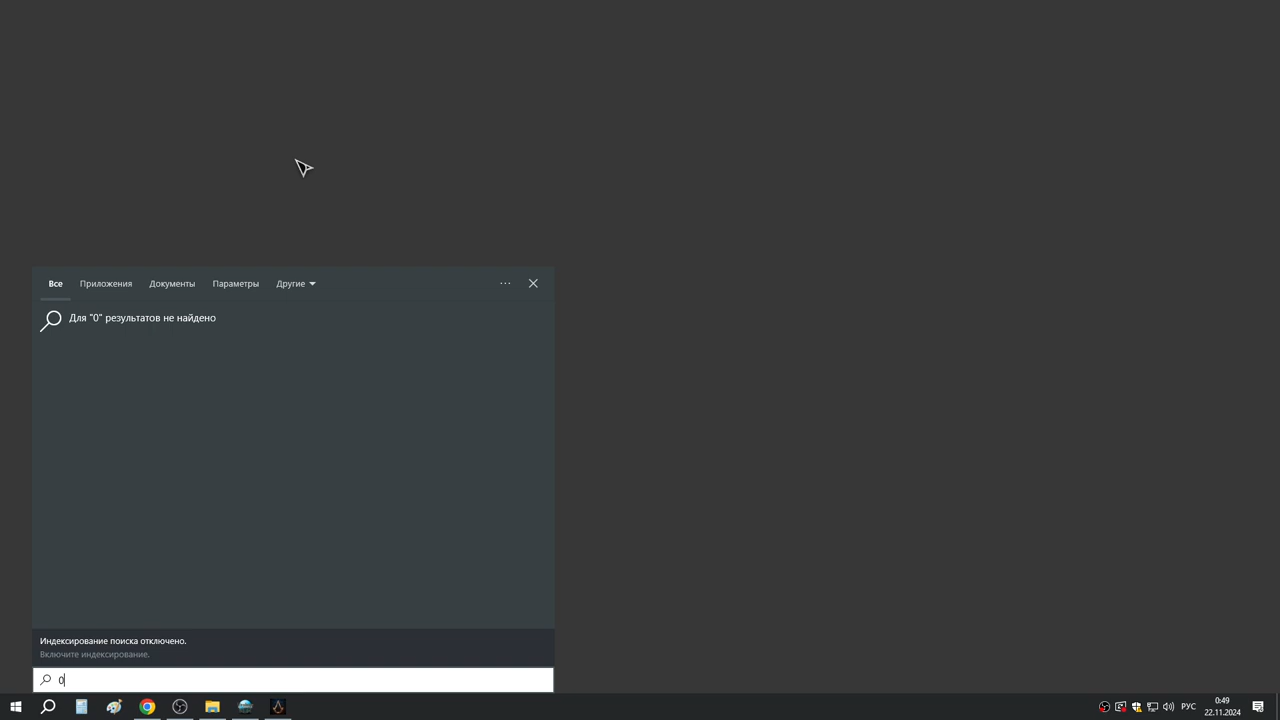 Все Приложения Документы Параметры Другие
Для "0" результатов не найдено
Индексирование поиска отключено.
Включите индексирование.
0
РУС
0:49
22.11.2024